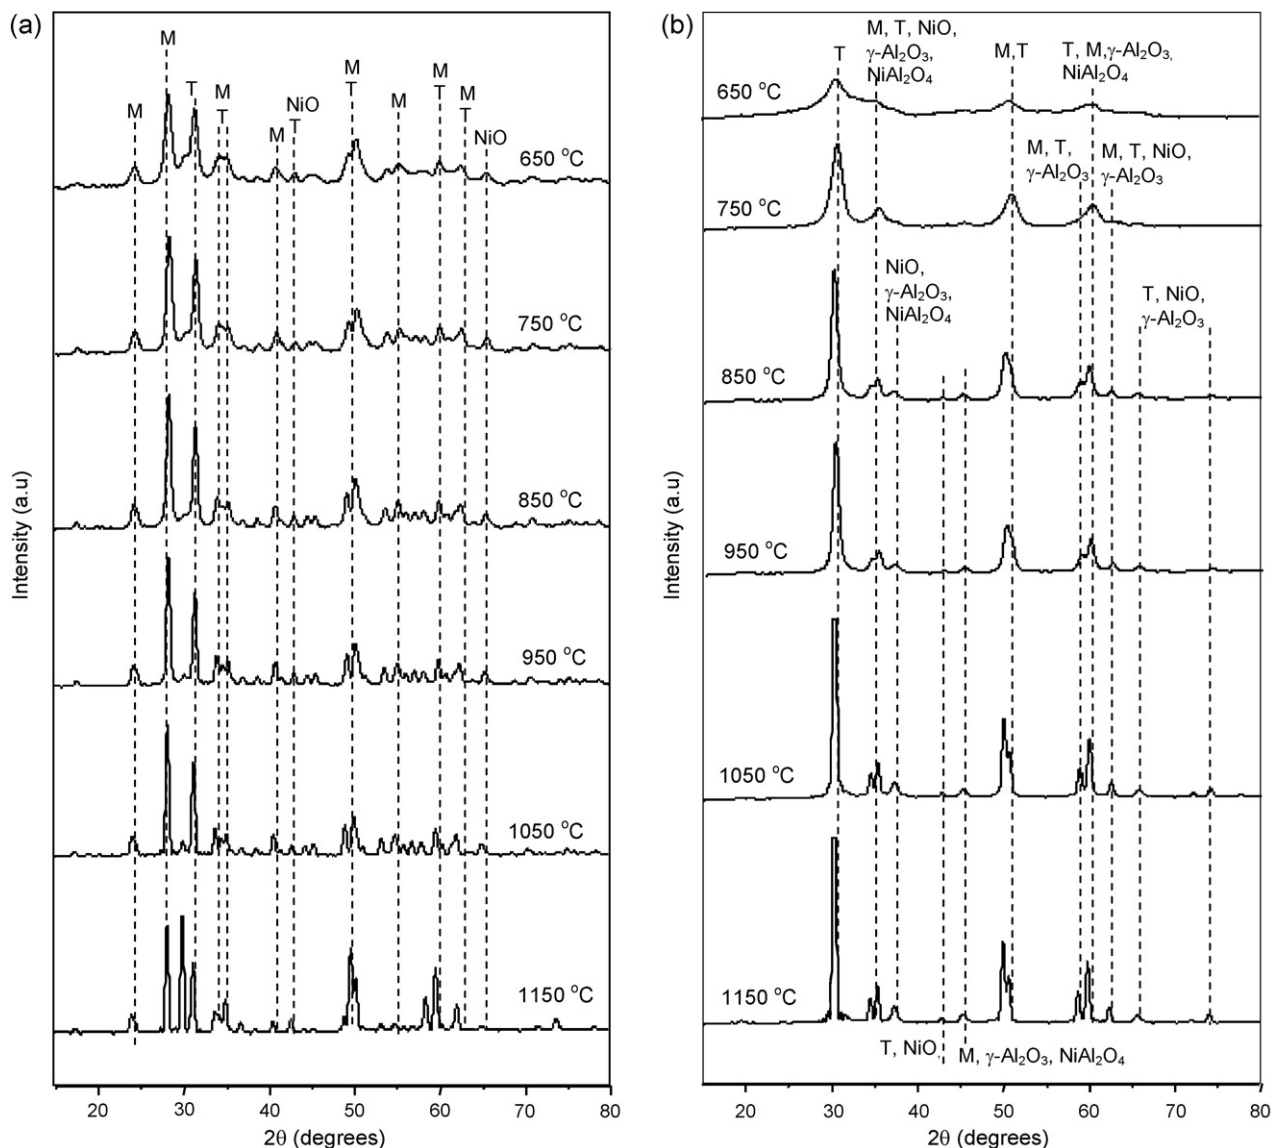 (a)
M
M
T
M
T
M
NiO
T
M
T
M
M
T
M
T
NiO
650 °C
750 °C
850 °C
950 °C
1050 °C
1150 °C
Intensity (a.u)
20 30 40 50 60 70 80
2θ (degrees)
(b)
T
M, T, NiO,
γ-Al₂O₃,
NiAl₂O₄
M,T
T, M,γ-Al₂O₃,
NiAl₂O₄
650 °C
M, T,
γ-Al₂O₃
M, T, NiO,
γ-Al₂O₃
750 °C
NiO,
γ-Al₂O₃,
NiAl₂O₄
T, NiO,
γ-Al₂O₃
850 °C
950 °C
1050 °C
1150 °C
T, NiO,
M, γ-Al₂O₃, NiAl₂O₄
Intensity (a.u)
20 30 40 50 60 70 80
2θ (degrees)